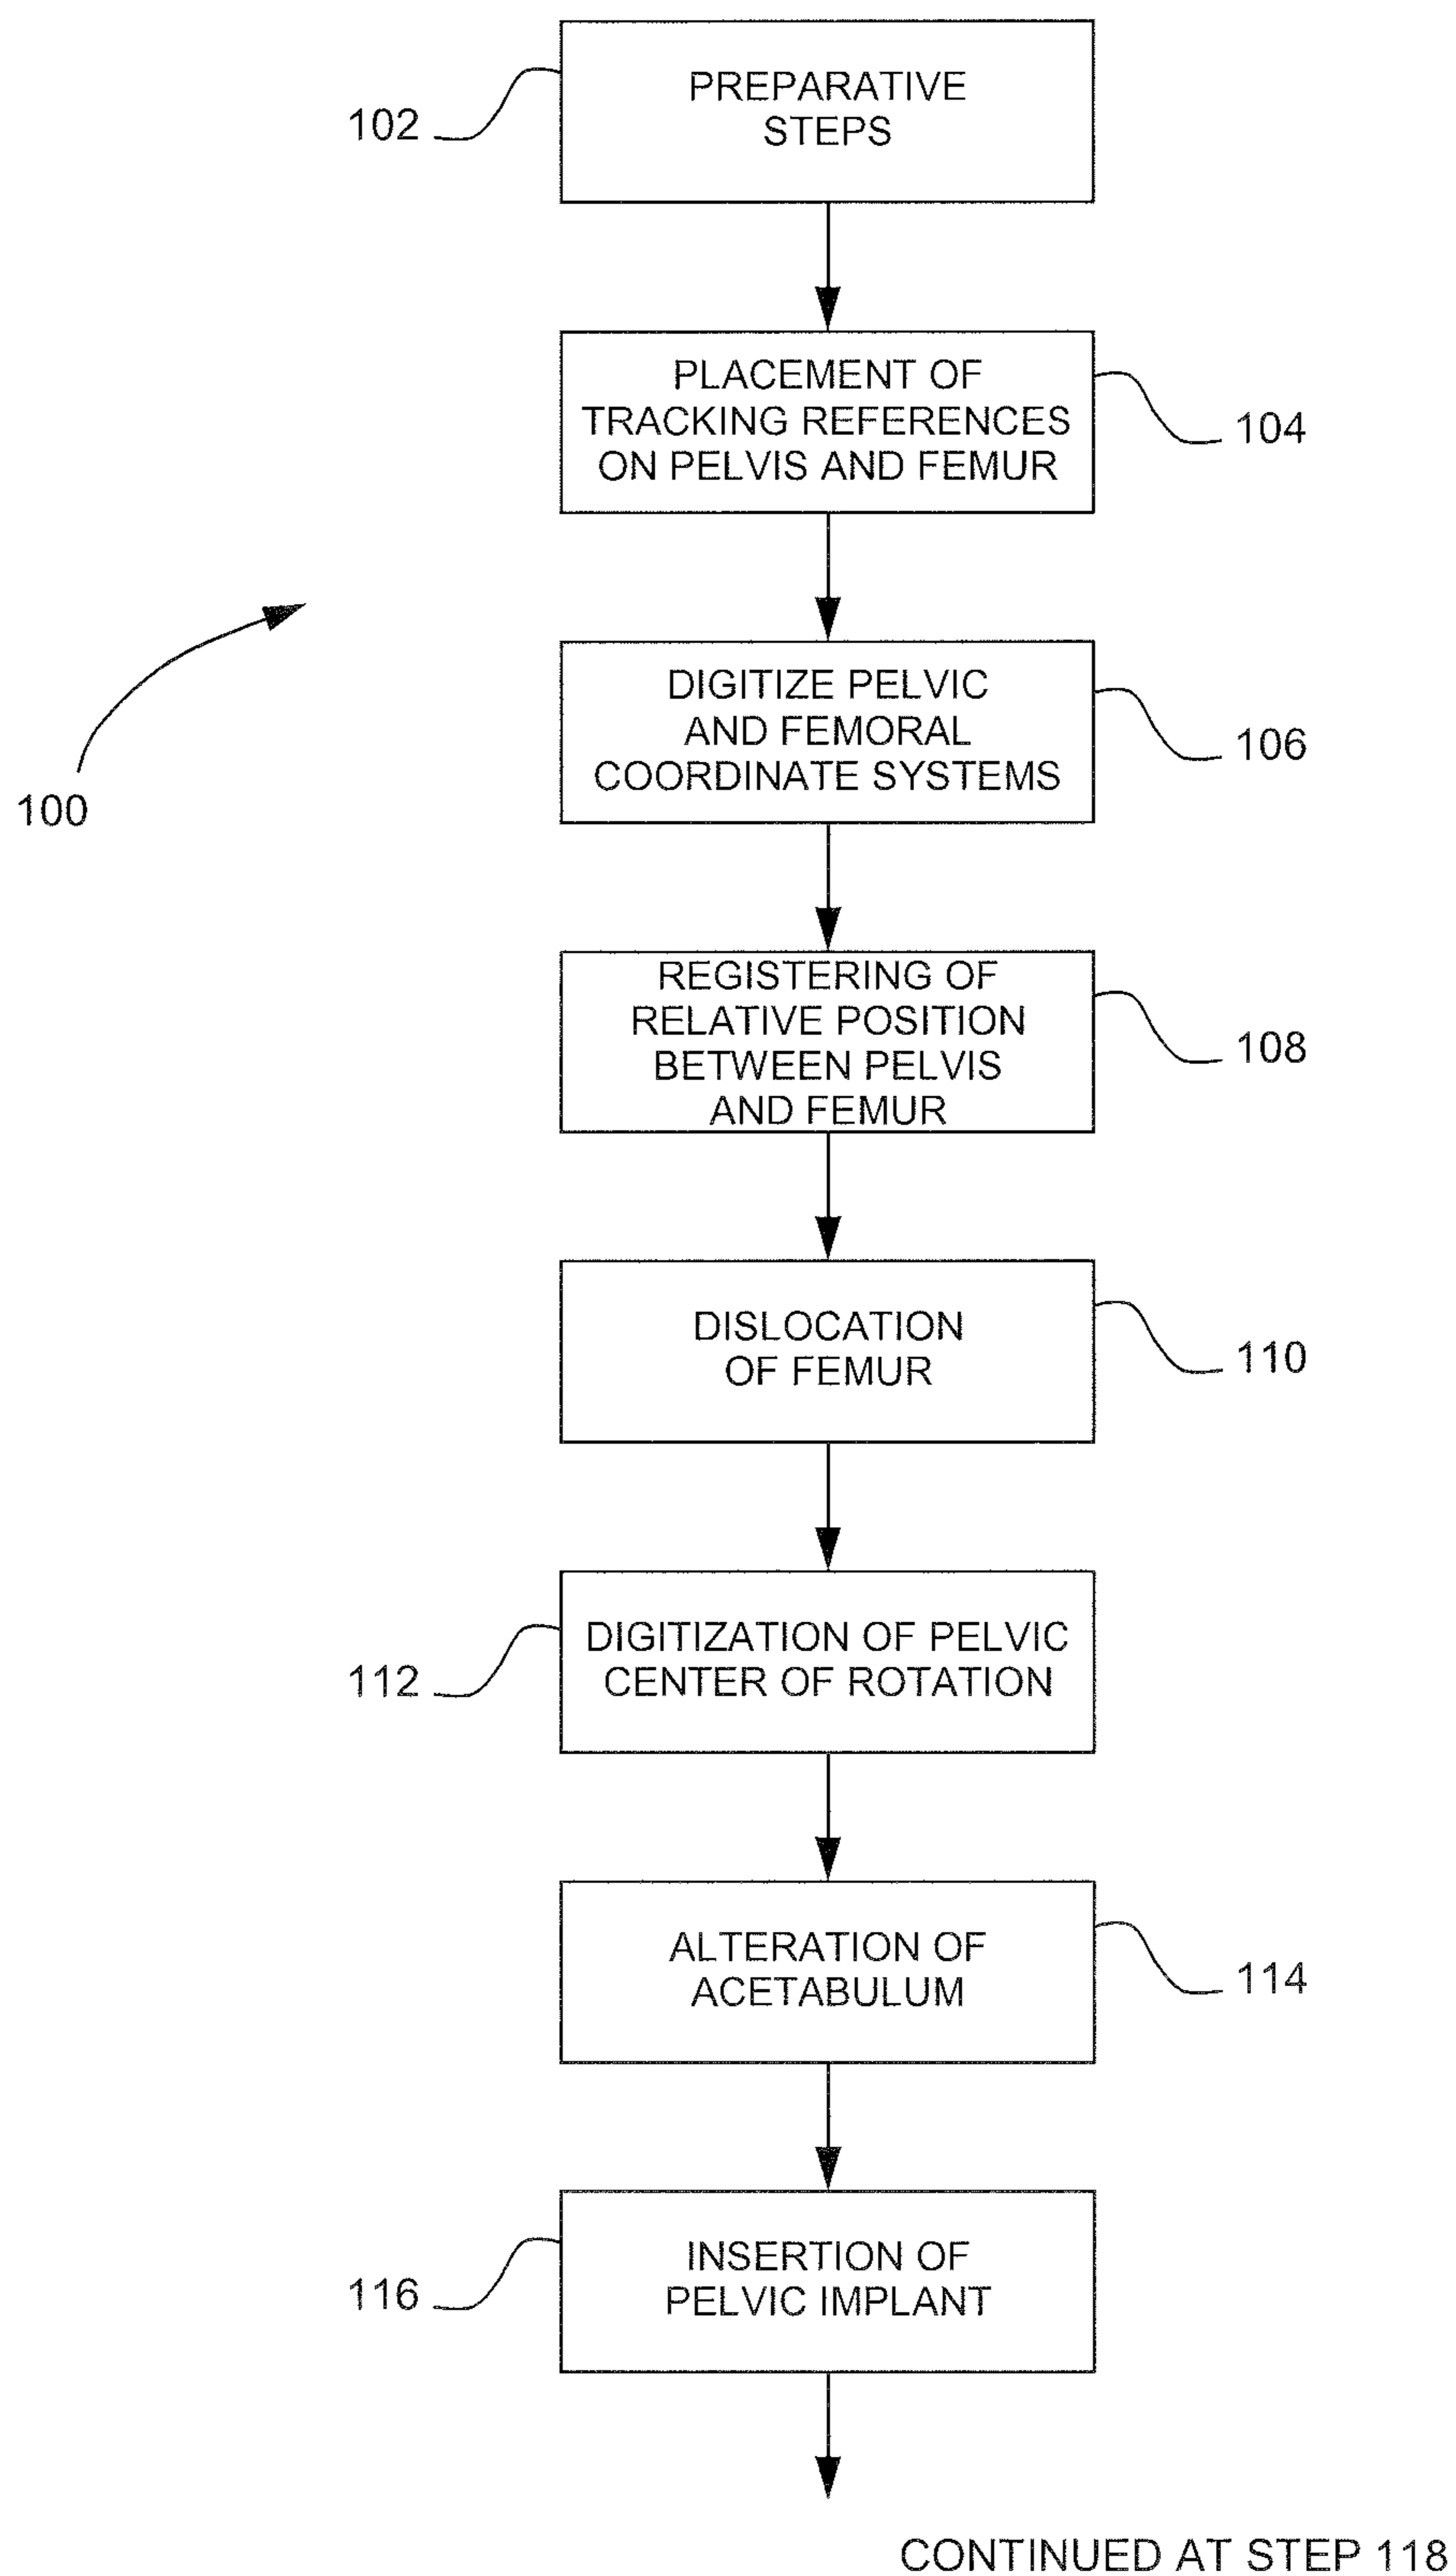 PREPARATIVE
STEPS
102
PLACEMENT OF
TRACKING REFERENCES
ON PELVIS AND FEMUR
104
100
DIGITIZE PELVIC
AND FEMORAL
COORDINATE SYSTEMS
106
REGISTERING OF
RELATIVE POSITION
BETWEEN PELVIS
AND FEMUR
108
DISLOCATION
OF FEMUR
110
DIGITIZATION OF PELVIC
CENTER OF ROTATION
112
ALTERATION OF
ACETABULUM
114
INSERTION OF
PELVIC IMPLANT
116
CONTINUED AT STEP 118